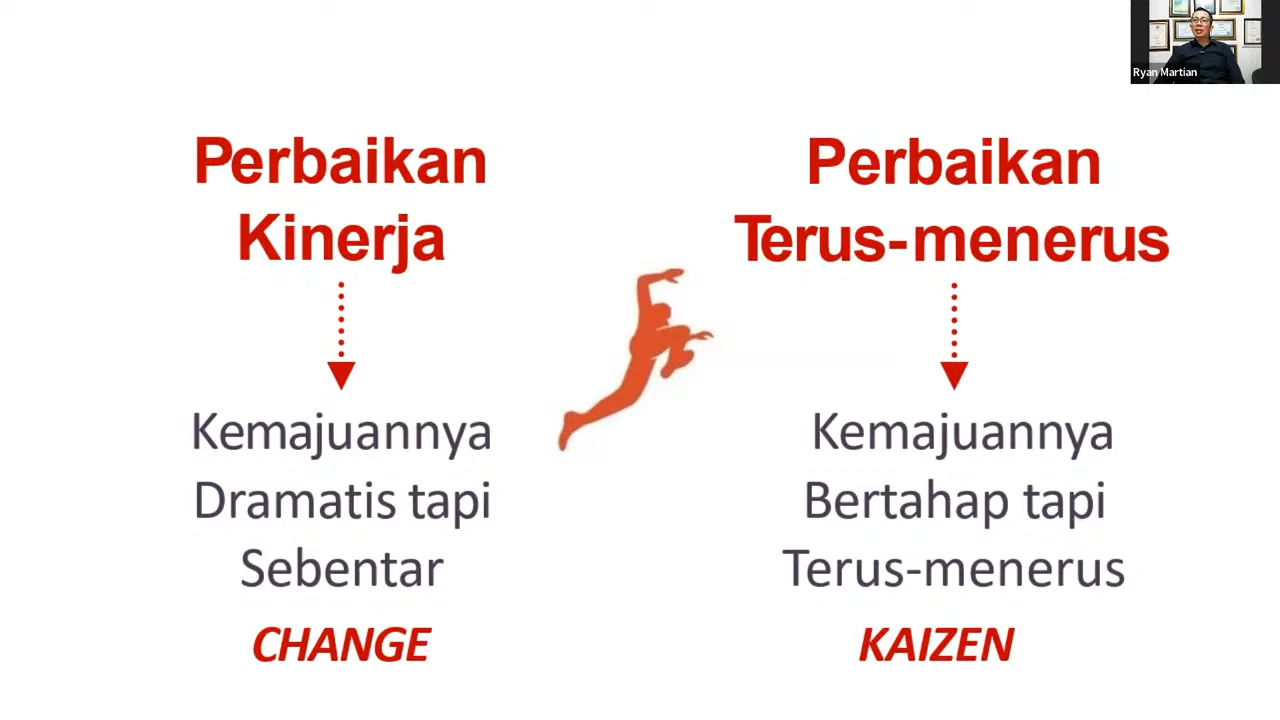 Ryan Martian
Perbaikan
Kinerja
Kemajuannya
Dramatis tapi
Sebentar
CHANGE
Perbaikan
Terus-menerus
Kemajuannya
Bertahap tapi
Terus-menerus
KAIZEN